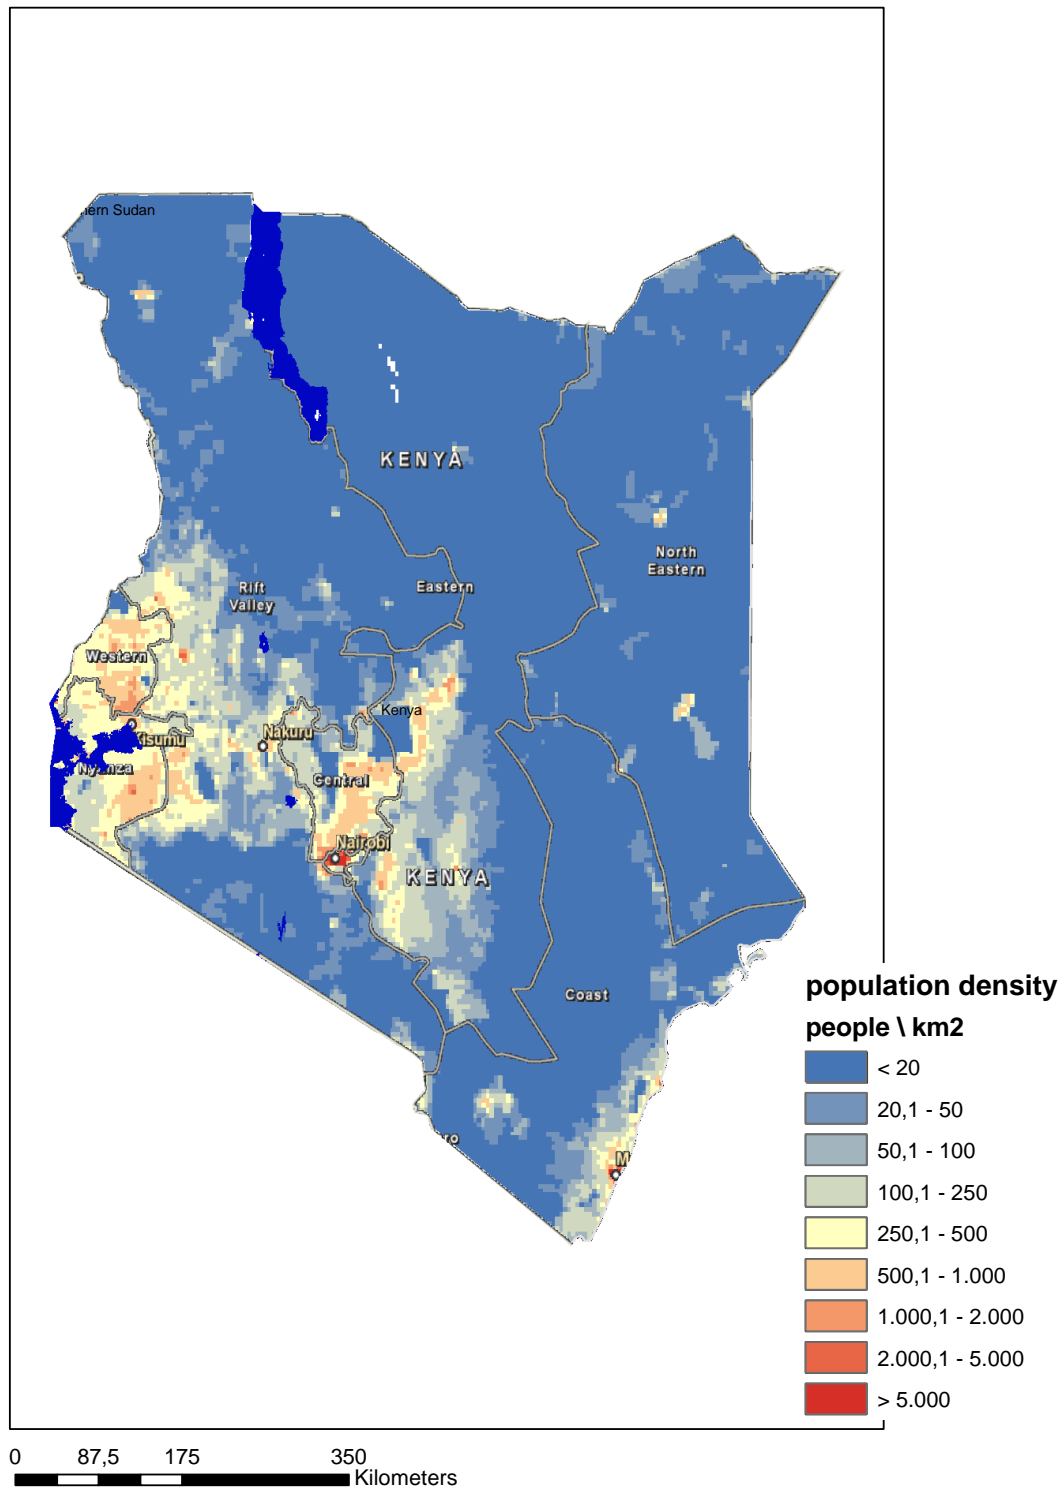 hern Sudan
KENYA
North
Eastern
Rift
Valley
Eastern
Western
Kenya
Kisumu
Nakuru
Nyanza
Central
Nairobi
KENYA
Coast
ro
M
population density
people \ km2
< 20
20,1 - 50
50,1 - 100
100,1 - 250
250,1 - 500
500,1 - 1.000
1.000,1 - 2.000
2.000,1 - 5.000
> 5.000
0 87,5 175 350
Kilometers